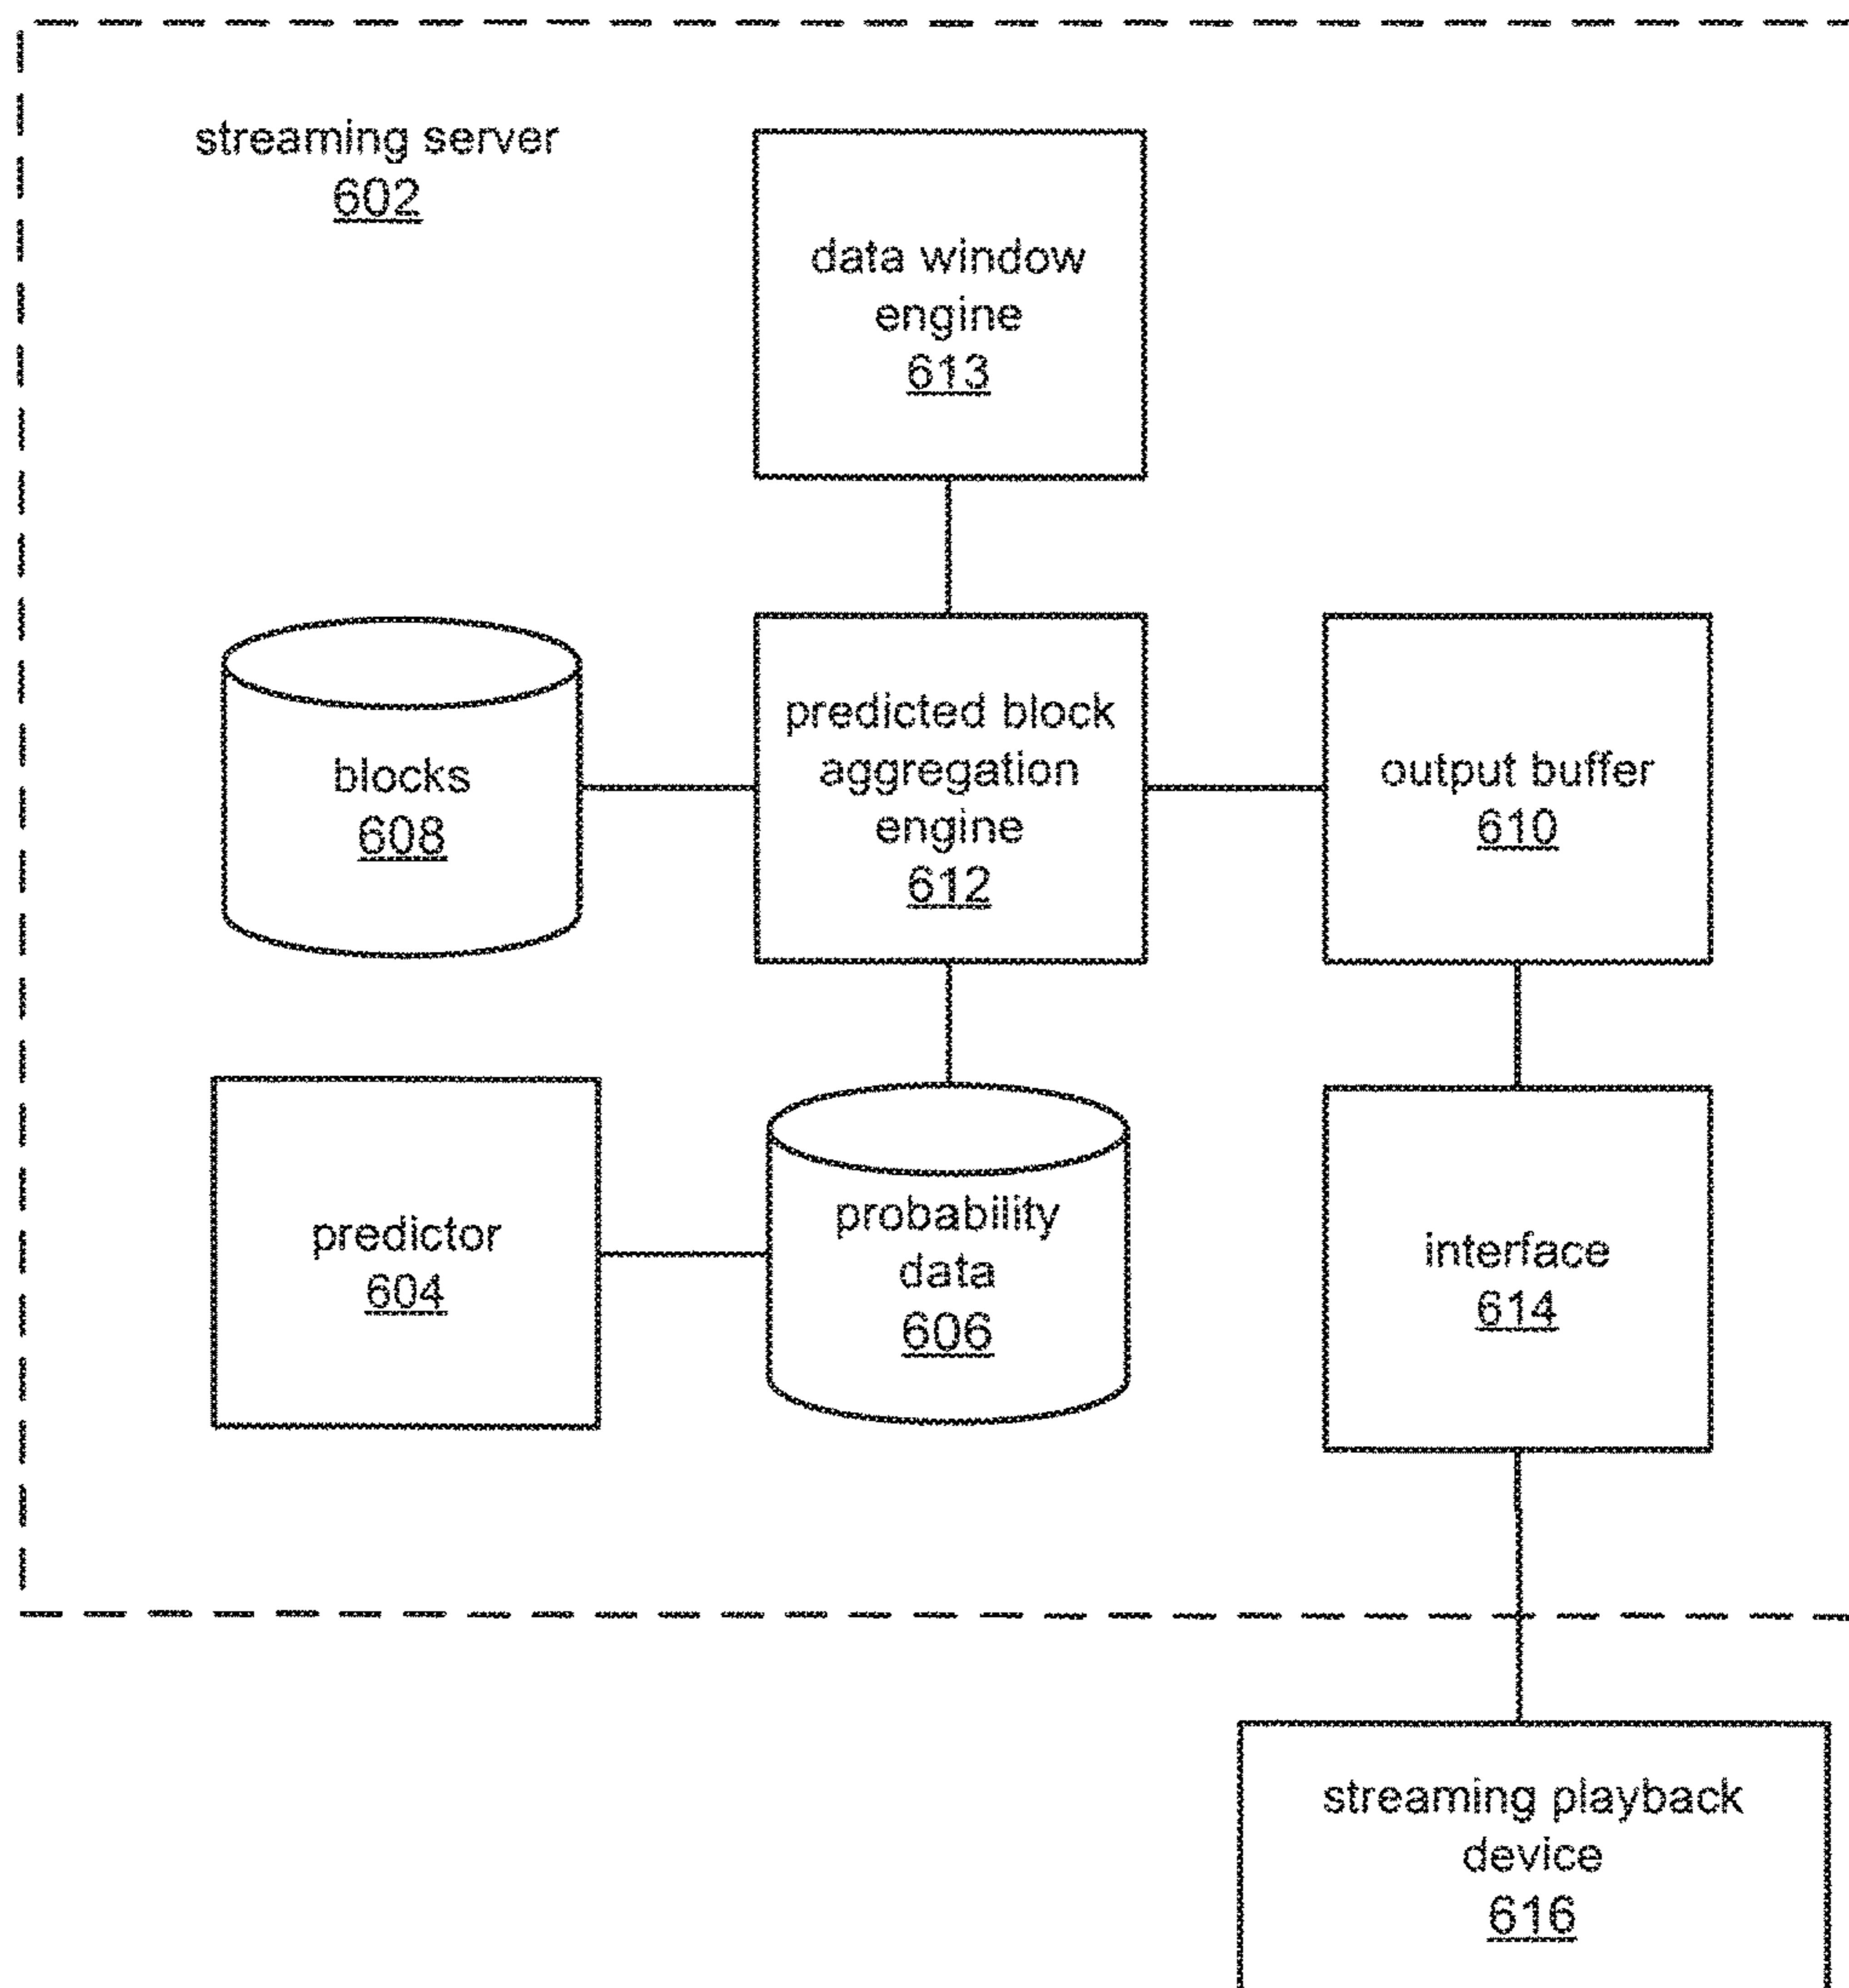 streaming server
602
data window
engine
613
blocks
608
predicted block
aggregation
engine
612
output buffer
610
predictor
604
probability
data
606
interface
614
streaming playback
device
616